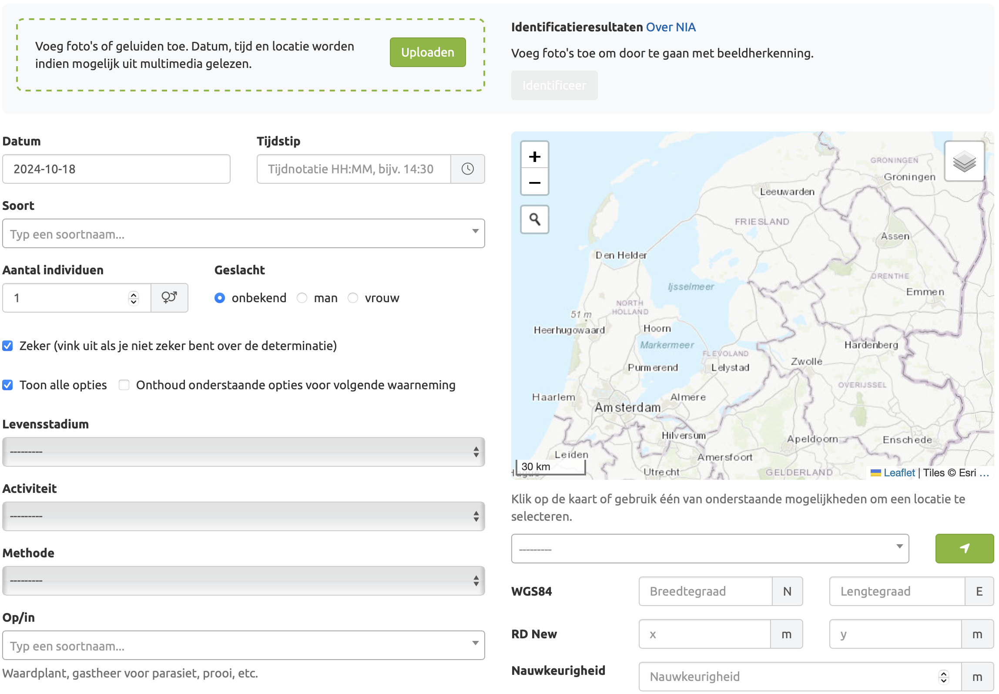 Voeg foto's of geluiden toe. Datum, tijd en locatie worden
indien mogelijk uit multimedia gelezen.
Uploaden
Identificatieresultaten Over NIA
Voeg foto's toe om door te gaan met beeldherkenning.
Identificeer
Datum
2024-10-18
Tijdstip
Tijdnotatie HH:MM, bijv. 14:30
Soort
Typ een soortnaam...
Aantal individuen
1
Geslacht
onbekend man vrouw
Zeker (vink uit als je niet zeker bent over de determinatie)
Toon alle opties Onthoud onderstaande opties voor volgende waarneming
Levensstadium
---------
Activiteit
---------
Methode
---------
Op/in
Typ een soortnaam...
Waardplant, gastheer voor parasiet, prooi, etc.
+
−
GRONINGEN
Groningen
Leeuwarden
FRIESLAND
Assen
Den Helder
DRENTHE
Ijsselmeer
Emmen
NORTH
HOLLAND
51 m
Heerhugowaard
Hoorn
Markermeer
Hardenberg
FLEVOLAND
Zwolle
Purmerend
Lelystad
OVERIJSSEL
Haarlem
Almere
Amsterdam
Hilversum
Apeldoorn
Enschede
Leiden
Amersfoort
30 km
Utrecht
GELDERLAND
Leaflet | Tiles © Esri ...
Klik op de kaart of gebruik één van onderstaande mogelijkheden om een locatie te
selecteren.
---------
WGS84
Breedtegraad N
Lengtegraad E
RD New
x m
y m
Nauwkeurigheid
Nauwkeurigheid m